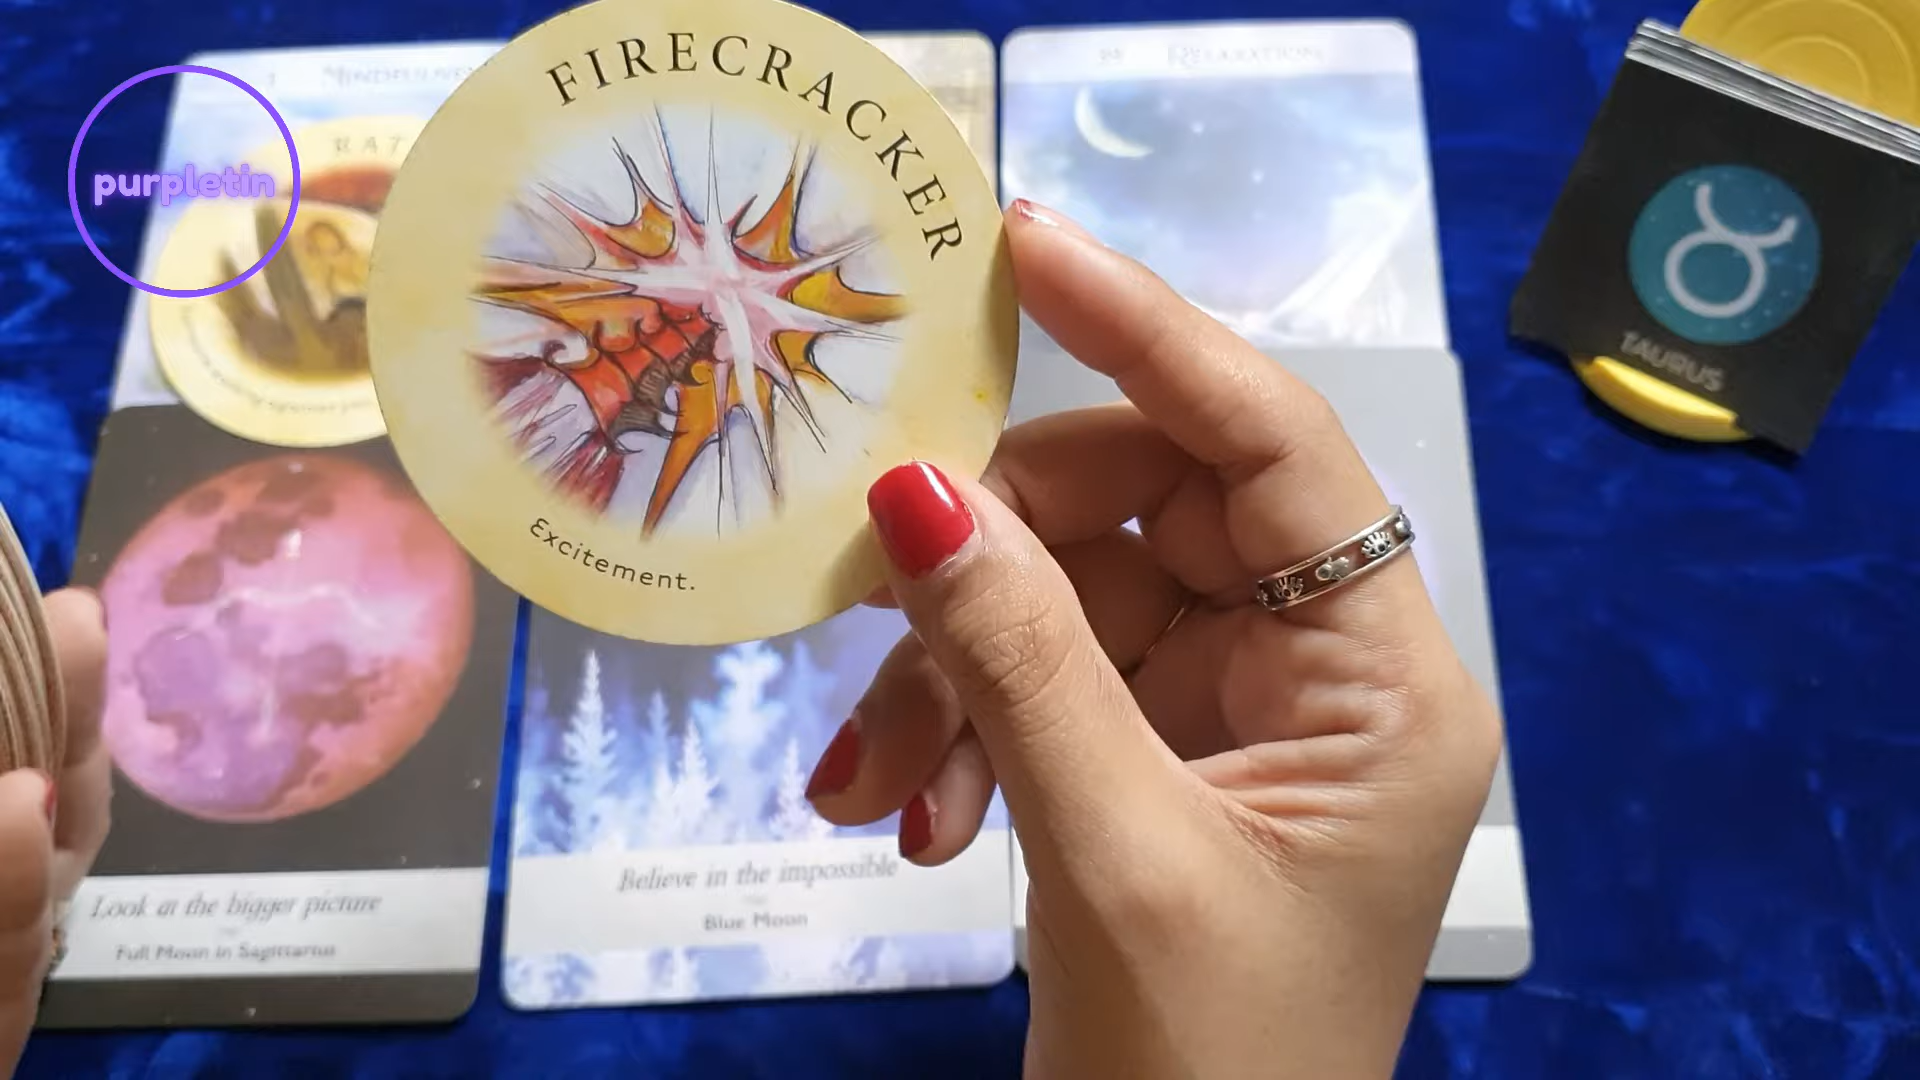 FIRECRACKER
Excitement.
purpletin
RELAXATION
TAURUS
Look at the bigger picture
Full Moon in Sagittarius
Believe in the impossible
Blue Moon